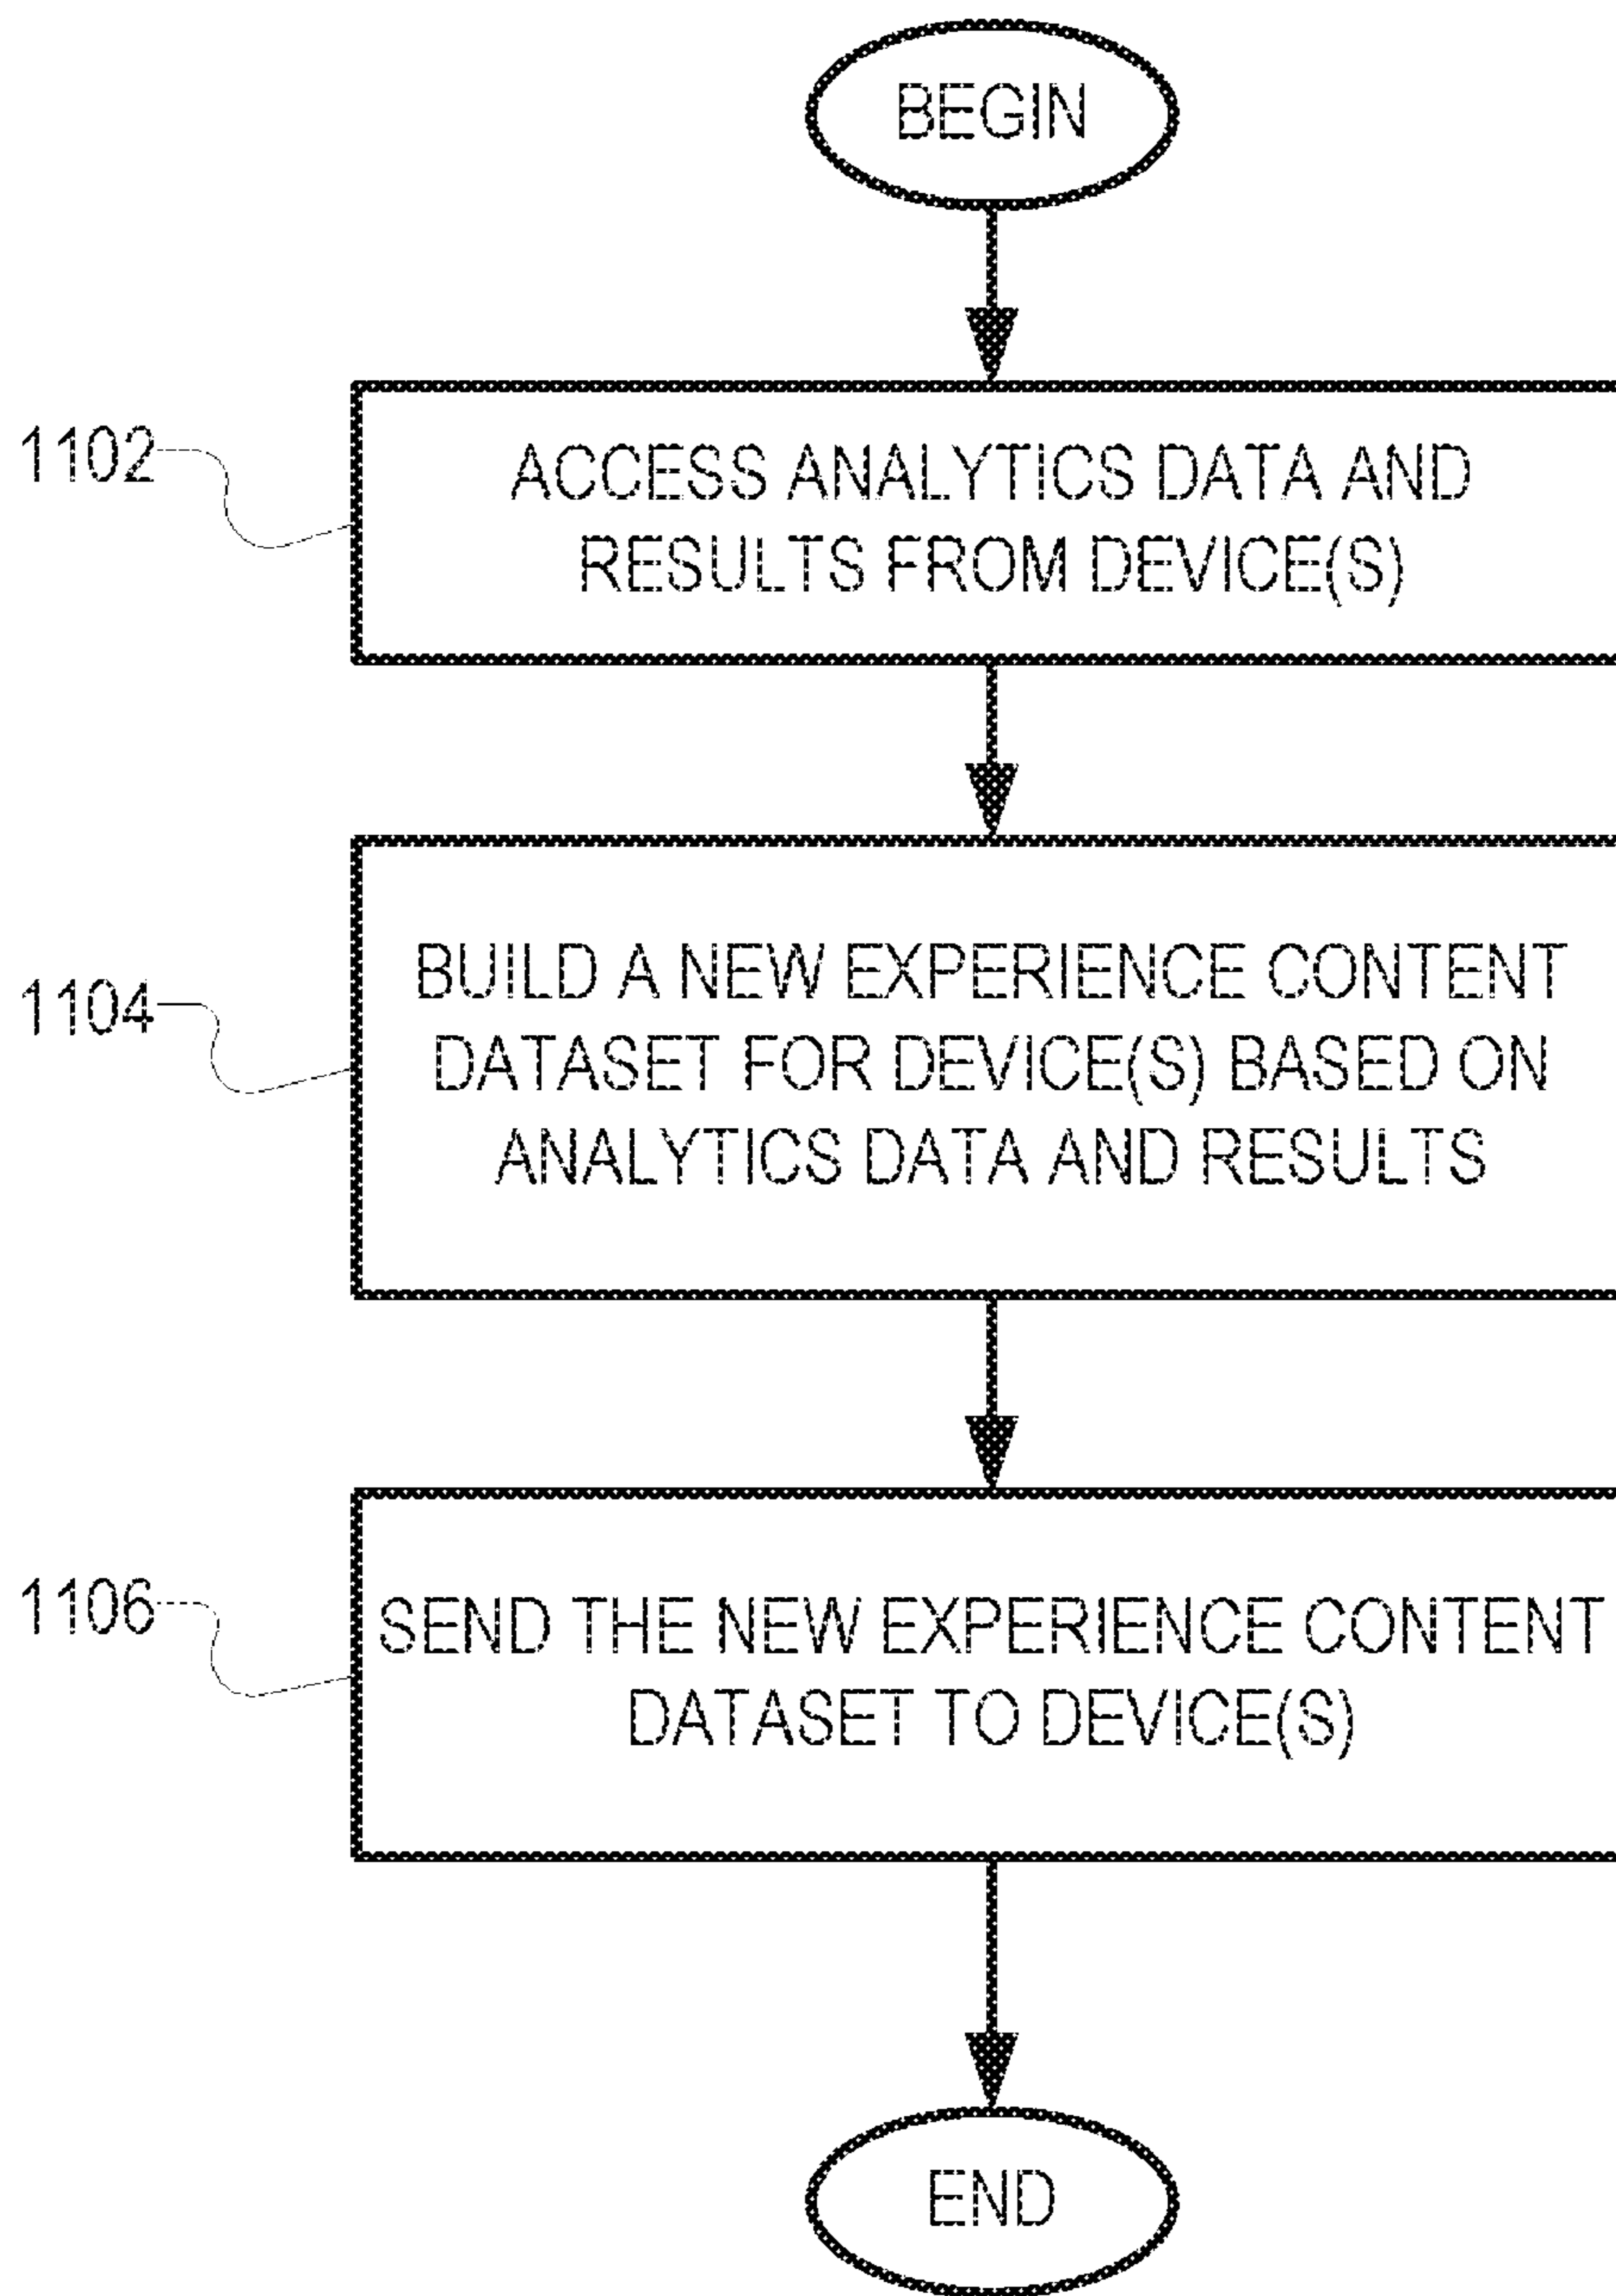 BEGIN
1102
ACCESS ANALYTICS DATA AND
RESULTS FROM DEVICE(S)
1104
BUILD A NEW EXPERIENCE CONTENT
DATASET FOR DEVICE(S) BASED ON
ANALYTICS DATA AND RESULTS
1106
SEND THE NEW EXPERIENCE CONTENT
DATASET TO DEVICE(S)
END